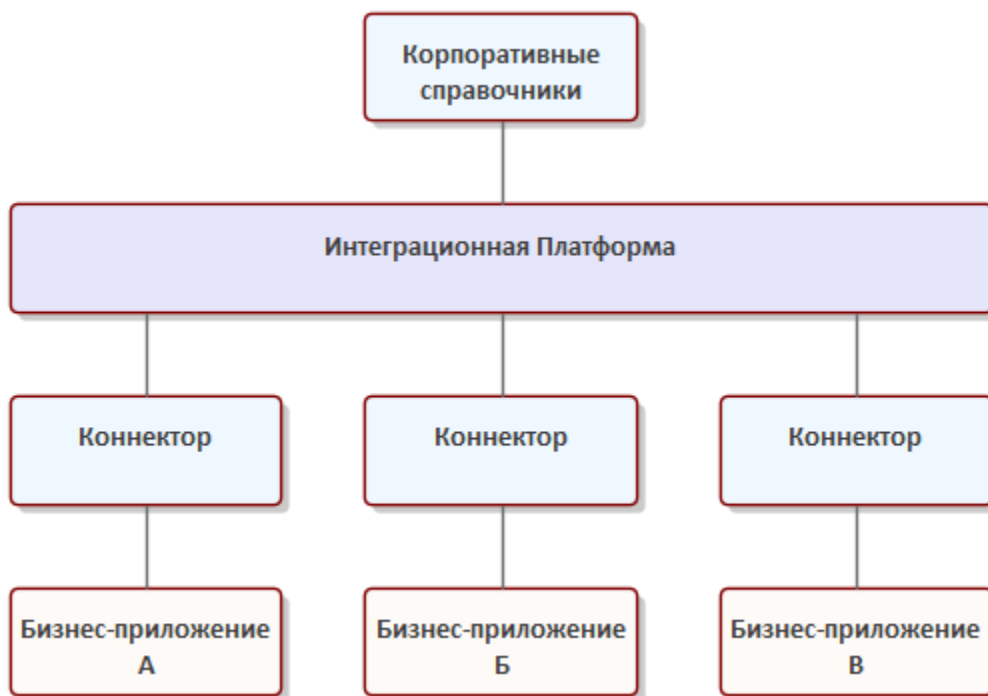 Корпоративные
справочники
Интеграционная Платформа
Коннектор
Коннектор
Коннектор
Бизнес-приложение
А
Бизнес-приложение
Б
Бизнес-приложение
В